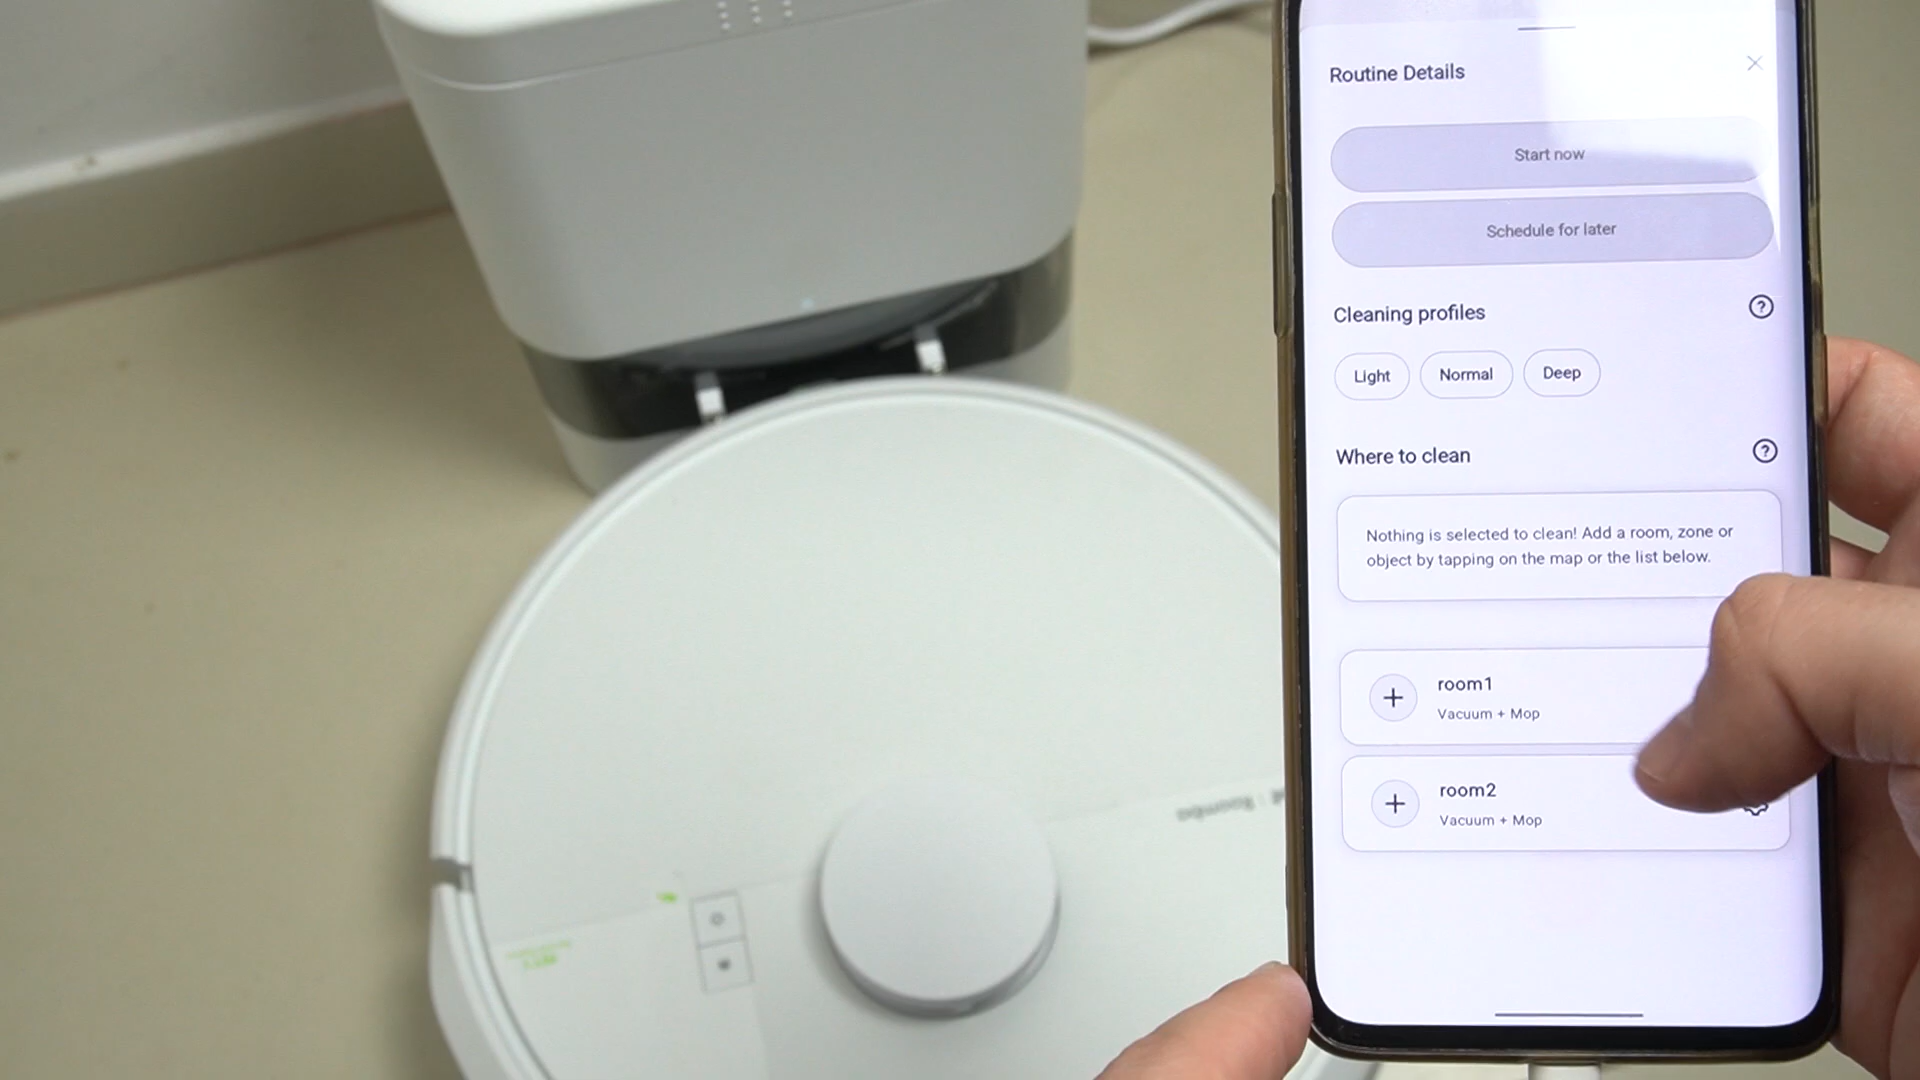 Routine Details
Start now
Schedule for later
Cleaning profiles
Light
Normal
Deep
Where to clean
Nothing is selected to clean! Add a room, zone or
object by tapping on the map or the list below.
room1
Vacuum + Mop
room2
Vacuum + Mop
Roomba